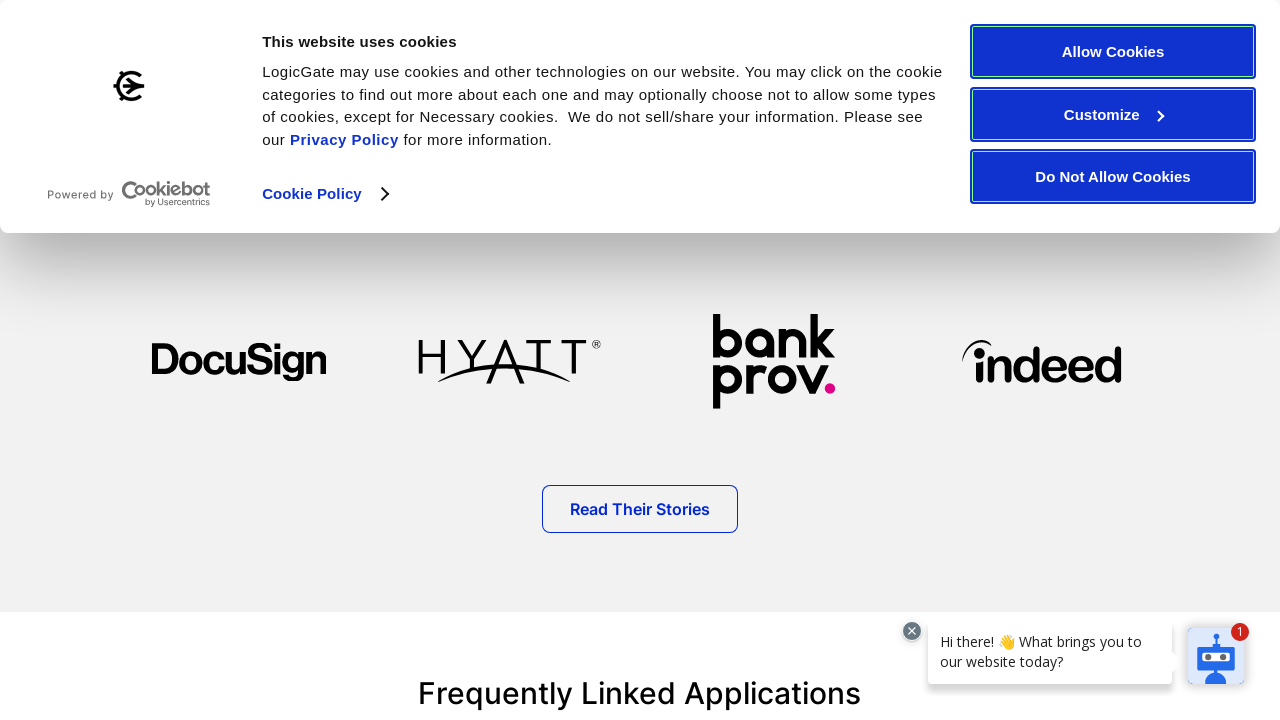 This website uses cookies
LogicGate may use cookies and other technologies on our website. You may click on the cookie
categories to find out more about each one and may optionally choose not to allow some types
of cookies, except for Necessary cookies.  We do not sell/share your information. Please see
our Privacy Policy for more information.
Cookie Policy
Powered by Cookiebot
by Usercentrics
Allow Cookies
Customize
Do Not Allow Cookies
DocuSign
HYATT®
bank
prov.
indeed
Read Their Stories
Hi there! 👋 What brings you to
our website today?
1
Frequently Linked Applications